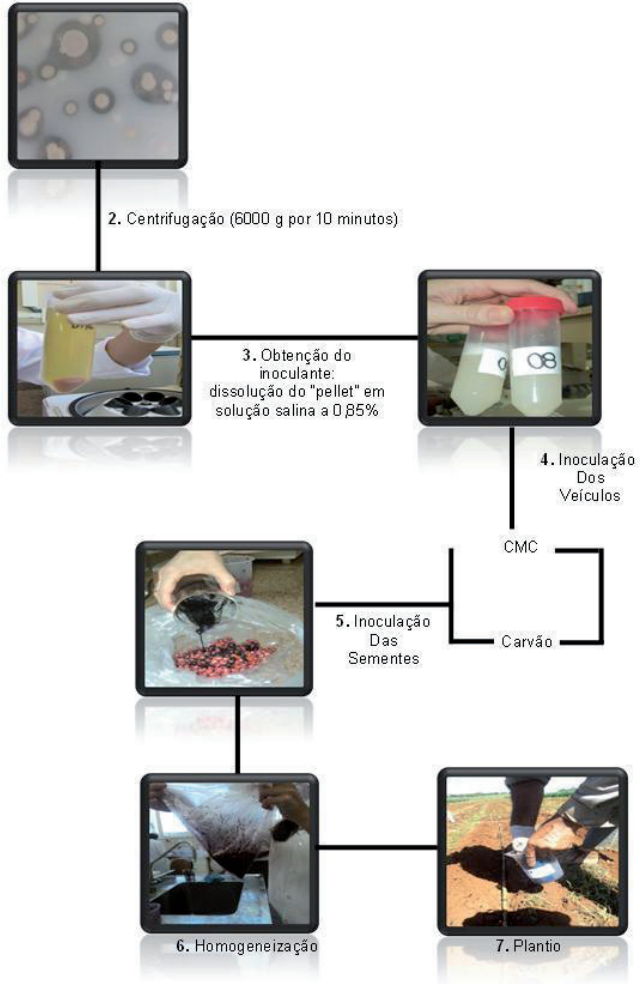 2. Centrifugação (6000 g por 10 minutos)
3. Obtenção do
inoculante:
dissolução do "pellet" em
solução salina a 0,85%
08
4. Inoculação
Dos
Veículos
CMC
5. Inoculação
Das
Sementes
Carvão
6. Homogeneização
7. Plantio